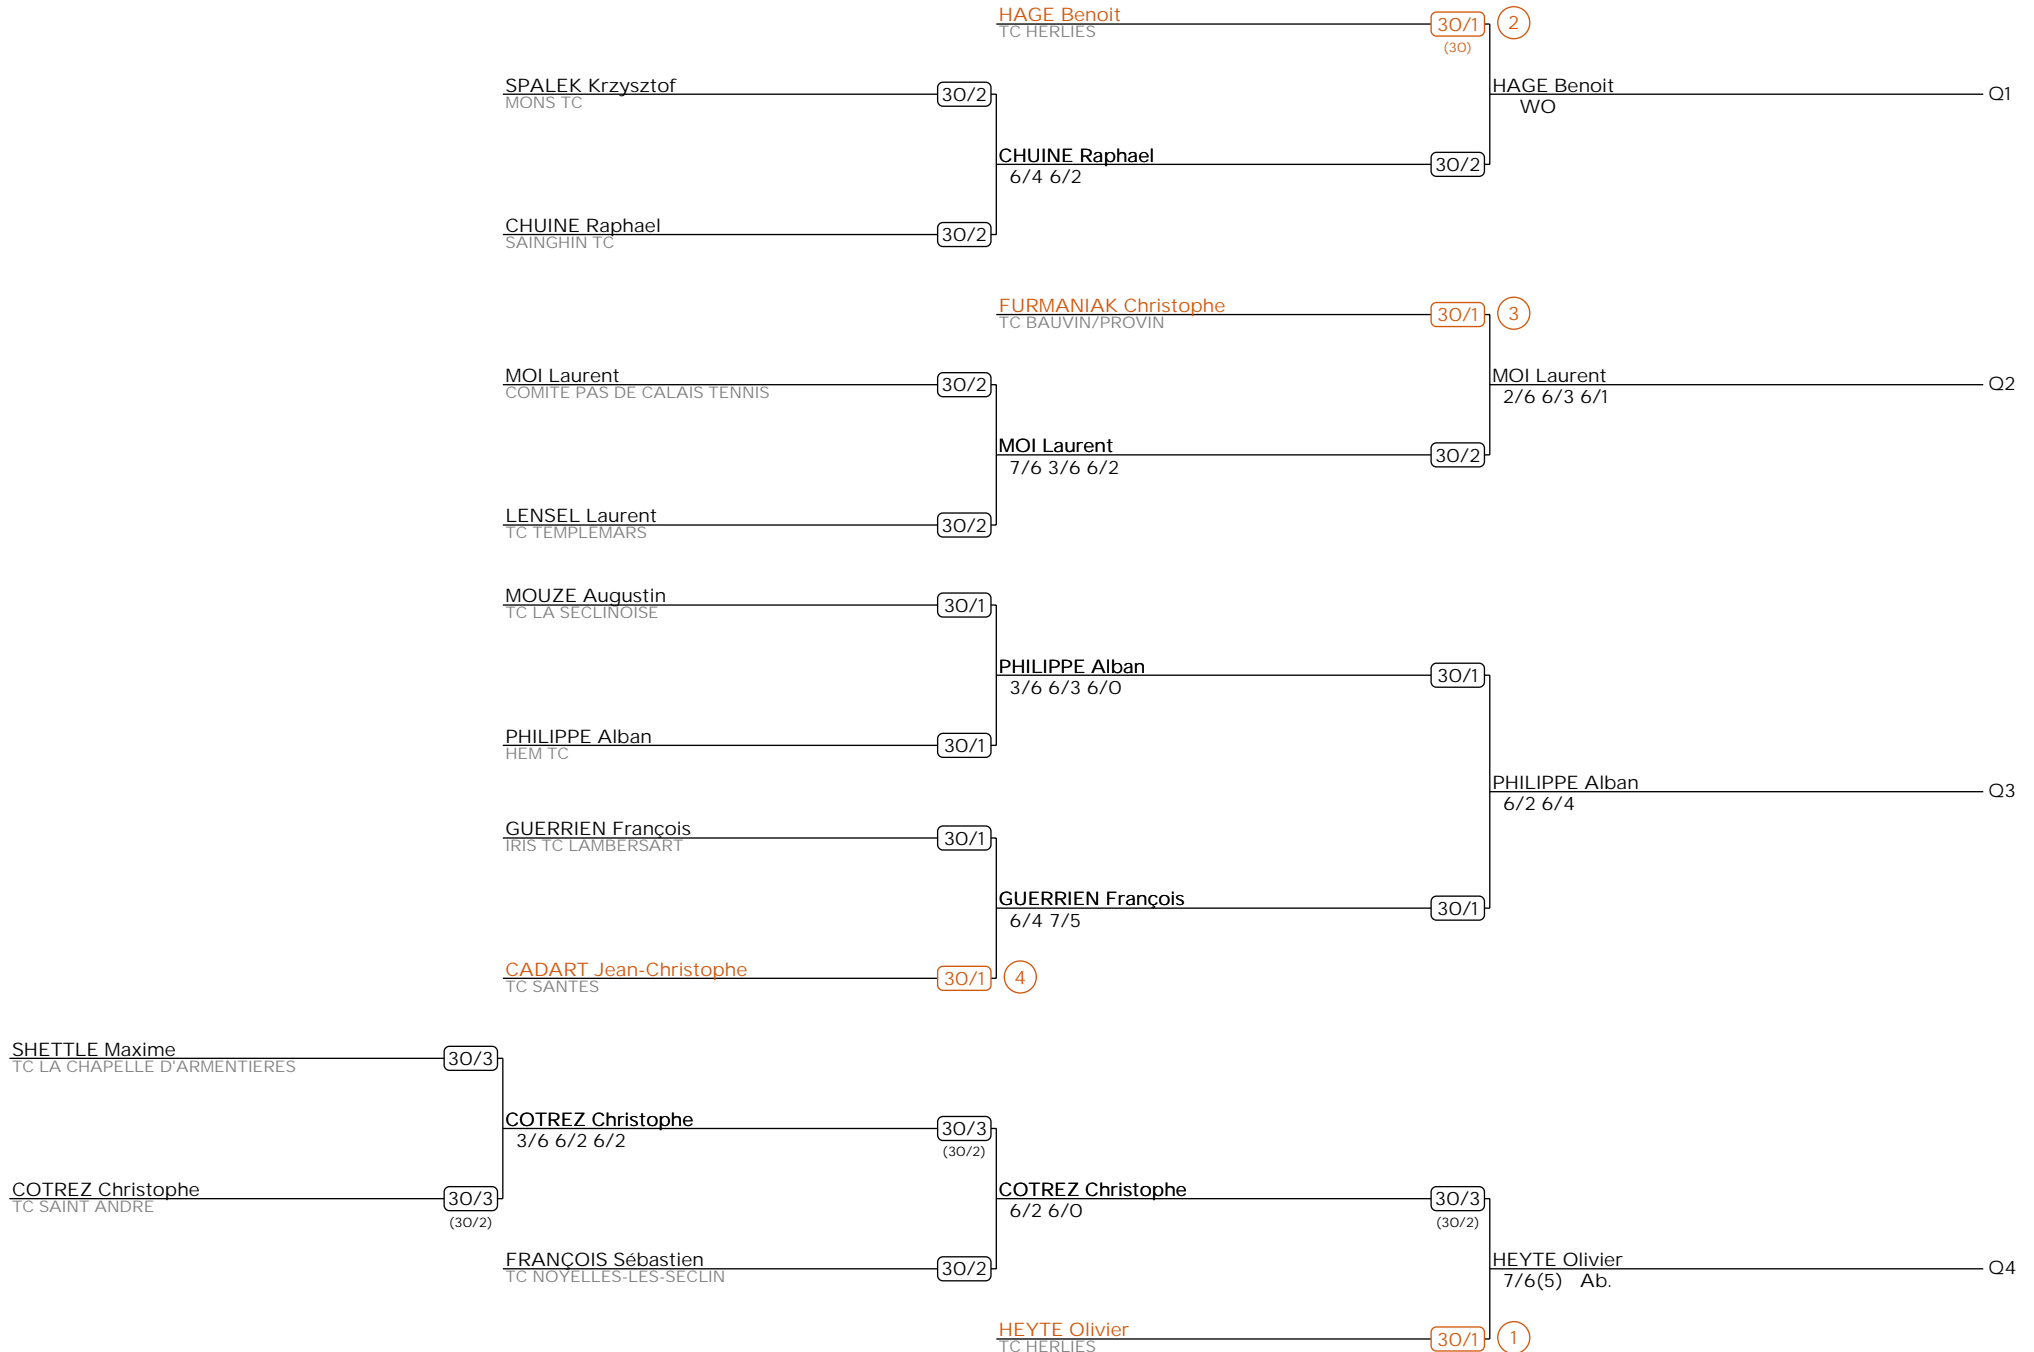 HAGE Benoit 30/1 2
TC HERLIES (30)
SPALEK Krzysztof 30/2
MONS TC
HAGE Benoit Q1
WO
CHUINE Raphael 30/2
6/4 6/2
CHUINE Raphael 30/2
SAINGHIN TC
FURMANIAK Christophe 30/1 3
TC BAUVIN/PROVIN
MOI Laurent 30/2
COMITE PAS DE CALAIS TENNIS
MOI Laurent Q2
2/6 6/3 6/1
MOI Laurent 30/2
7/6 3/6 6/2
LENSEL Laurent 30/2
TC TEMPLEMARS
MOUZE Augustin 30/1
TC LA SECLINOISE
PHILIPPE Alban 30/1
3/6 6/3 6/0
PHILIPPE Alban 30/1
HEM TC
PHILIPPE Alban Q3
6/2 6/4
GUERRIEN François 30/1
IRIS TC LAMBERSART
GUERRIEN François 30/1
6/4 7/5
CADART Jean-Christophe 30/1 4
TC SANTES
SHETTLE Maxime 30/3
TC LA CHAPELLE D'ARMENTIERES
COTREZ Christophe 30/3
3/6 6/2 6/2 (30/2)
COTREZ Christophe 30/3
TC SAINT ANDRE (30/2)
COTREZ Christophe 30/3
6/2 6/0 (30/2)
FRANÇOIS Sébastien 30/2
TC NOYELLES-LES-SECLIN
HEYTE Olivier Q4
7/6(5) Ab.
HEYTE Olivier 30/1 1
TC HERLIES